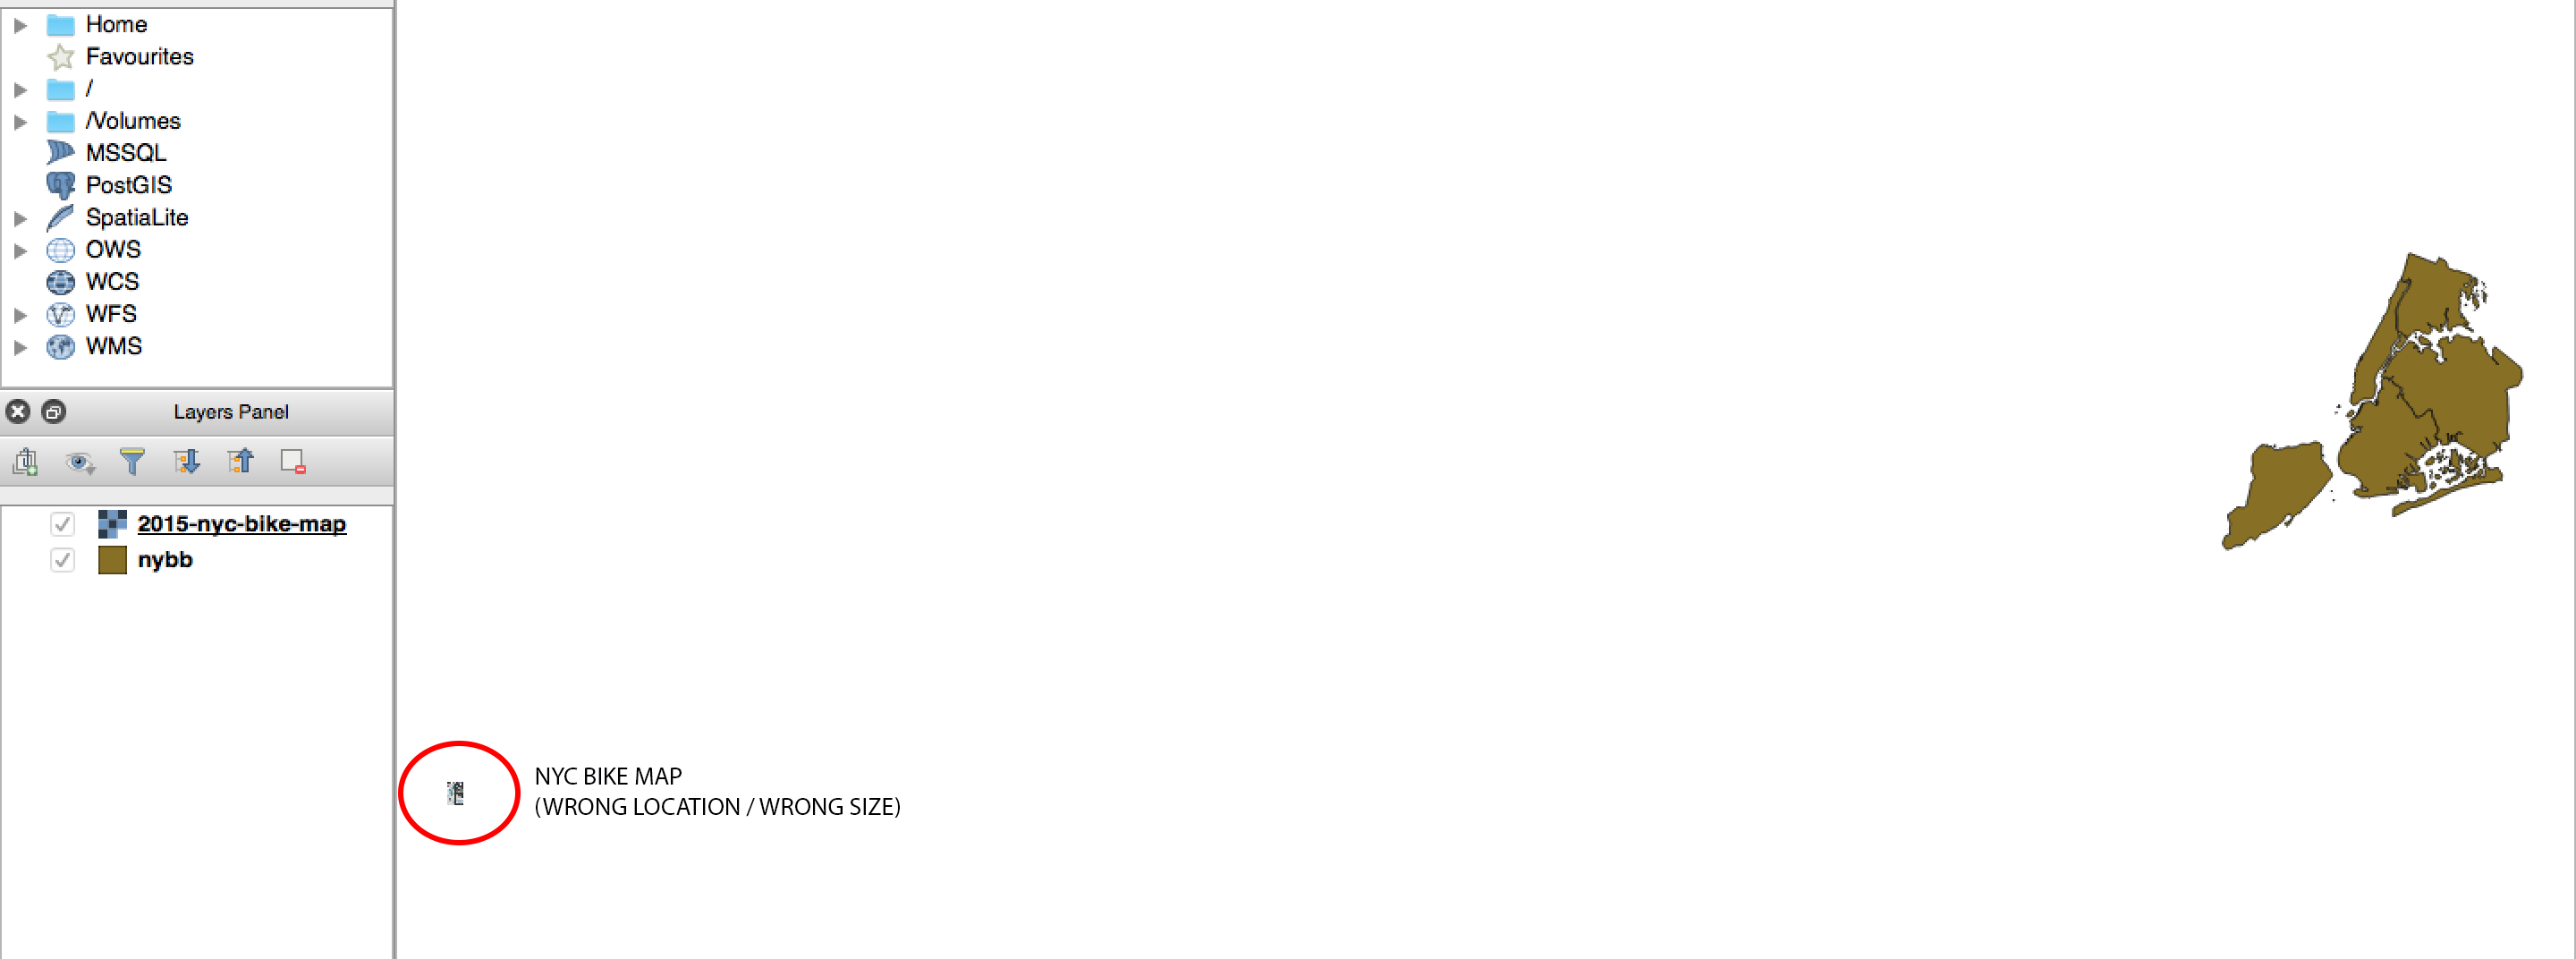 Home
Favourites
/
/Volumes
MSSQL
PostGIS
SpatiaLite
OWS
WCS
WFS
WMS
Layers Panel
2015-nyc-bike-map
nybb
NYC BIKE MAP
(WRONG LOCATION / WRONG SIZE)